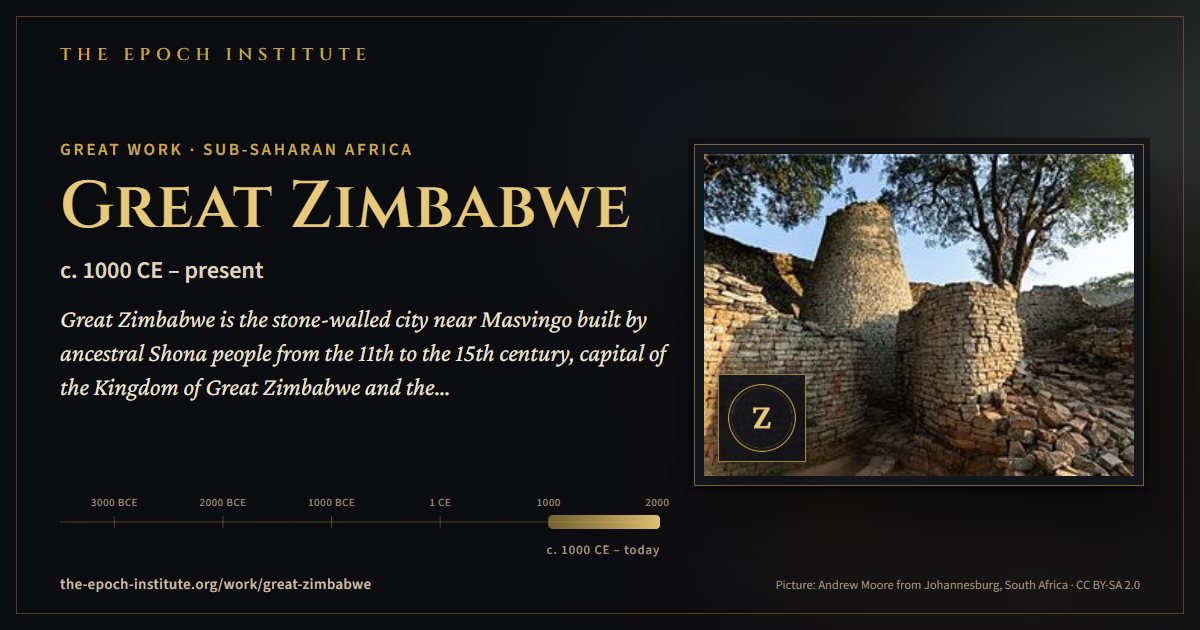 THE EPOCH INSTITUTE
GREAT WORK · SUB-SAHARAN AFRICA
GREAT ZIMBABWE
c. 1000 CE – present
Great Zimbabwe is the stone-walled city near Masvingo built by
ancestral Shona people from the 11th to the 15th century, capital of
the Kingdom of Great Zimbabwe and the...
Z
3000 BCE 2000 BCE 1000 BCE 1 CE 1000 2000
c. 1000 CE – today
the-epoch-institute.org/work/great-zimbabwe
Picture: Andrew Moore from Johannesburg, South Africa · CC BY-SA 2.0